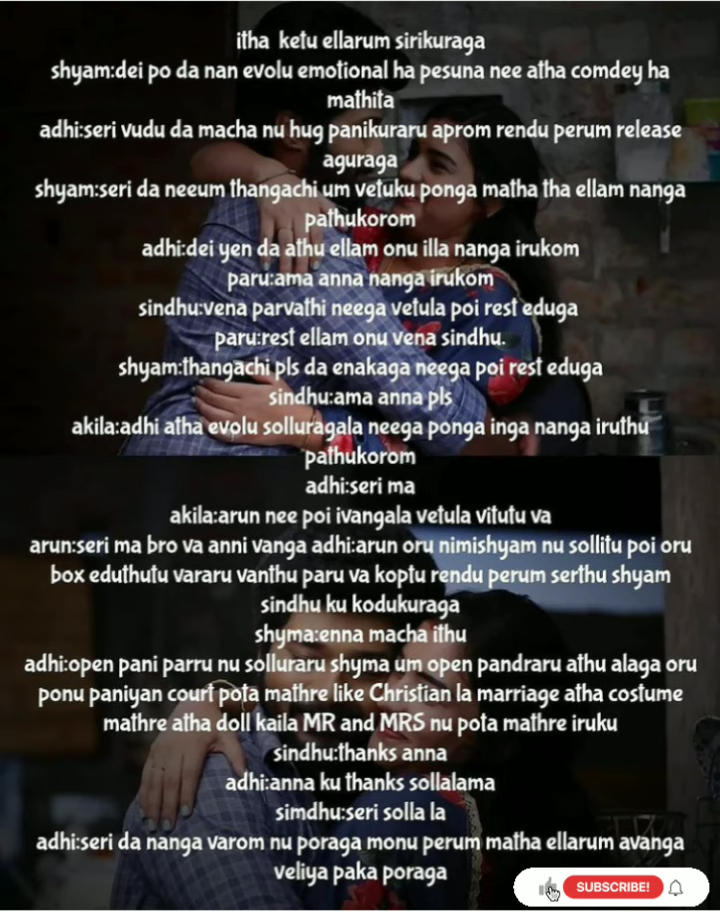 itha ketu ellarum sirikuraga
shyam:dei po da nan evolu emotional ha pesuna nee atha comdey ha
mathita
adhi:seri vudu da macha nu hug panikuraru aprom rendu perum release
aguraga
shyam:seri da neeum thangachi um vetuku ponga matha tha ellam nanga
pathukorom
adhi:dei yen da athu ellam onu illa nanga irukom
paru:ama anna nanga irukom
sindhu:vena parvathi neega vetula poi rest eduga
paru:rest ellam onu vena sindhu.
shyam:thangachi pls da enakaga neega poi rest eduga
sindhu:ama anna pls
akila:adhi atha evolu solluragala neega ponga inga nanga iruthu
pathukorom
adhi:seri ma
akila:arun nee poi ivangala vetula vitutu va
arun:seri ma bro va anni vanga adhi:arun oru nimishyam nu sollitu poi oru
box eduthutu vararu vanthu paru va koptu rendu perum serthu shyam
sindhu ku kodukuraga
shyma:enna macha ithu
adhi:open pani parru nu solluraru shyma um open pandraru athu alaga oru
ponu paniyan court pota mathre like Christian la marriage atha costume
mathre atha doll kaila MR and MRS nu pota mathre iruku
sindhu:thanks anna
adhi:anna ku thanks sollalama
simdhu:seri solla la
adhi:seri da nanga varom nu poraga monu perum matha ellarum avanga
veliya paka poraga
SUBSCRIBE!